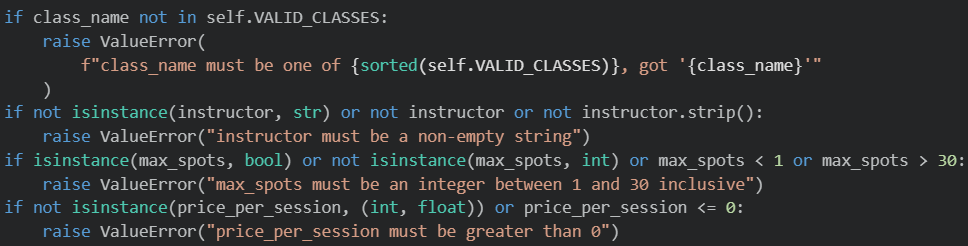 if class_name not in self.VALID_CLASSES:
    raise ValueError(
        f"class_name must be one of {sorted(self.VALID_CLASSES)}, got '{class_name}'"
    )
if not isinstance(instructor, str) or not instructor or not instructor.strip():
    raise ValueError("instructor must be a non-empty string")
if isinstance(max_spots, bool) or not isinstance(max_spots, int) or max_spots < 1 or max_spots > 30:
    raise ValueError("max_spots must be an integer between 1 and 30 inclusive")
if not isinstance(price_per_session, (int, float)) or price_per_session <= 0:
    raise ValueError("price_per_session must be greater than 0")